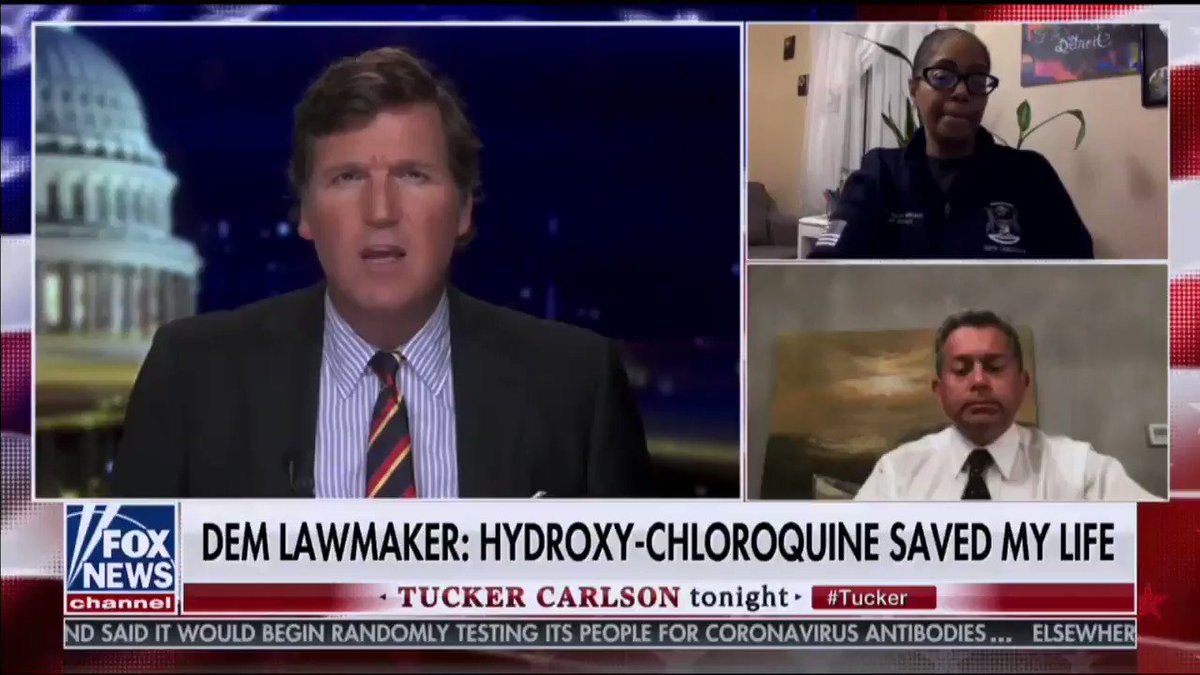 Detroit
DEM LAWMAKER: HYDROXY-CHLOROQUINE SAVED MY LIFE
FOX
NEWS
channel
TUCKER CARLSON tonight
#Tucker
ND SAID IT WOULD BEGIN RANDOMLY TESTING ITS PEOPLE FOR CORONAVIRUS ANTIBODIES... ELSEWHER